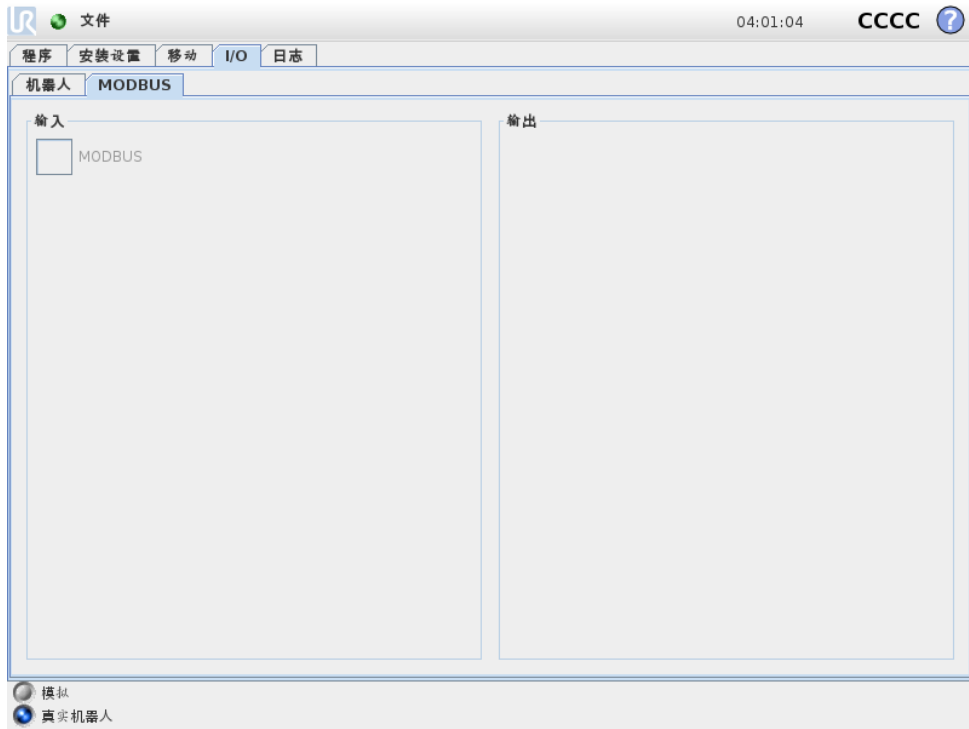 UR 文件 04:01:04 CCCC ?
程序 安装设置 移动 I/O 日志
机器人 MODBUS
输入 输出
MODBUS
模拟
真实机器人